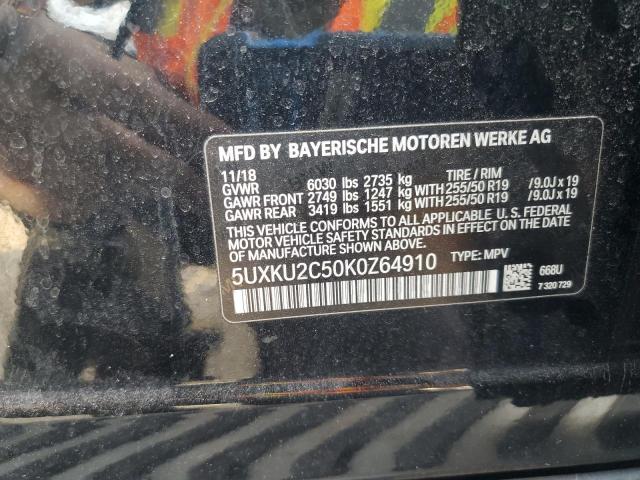 MFD BY BAYERISCHE MOTOREN WERKE AG
11/18 TIRE / RIM
GVWR 6030 lbs 2735 kg
GAWR FRONT 2749 lbs 1247 kg WITH 255/50 R19 /9.0J x 19
GAWR REAR 3419 lbs 1551 kg WITH 255/50 R19 /9.0J x 19
THIS VEHICLE CONFORMS TO ALL APPLICABLE U. S. FEDERAL
MOTOR VEHICLE SAFETY STANDARDS IN EFFECT ON THE DATE
OF MANUFACTURE SHOWN ABOVE.
5UXKU2C50K0Z64910 TYPE: MPV
668U
7 320 729